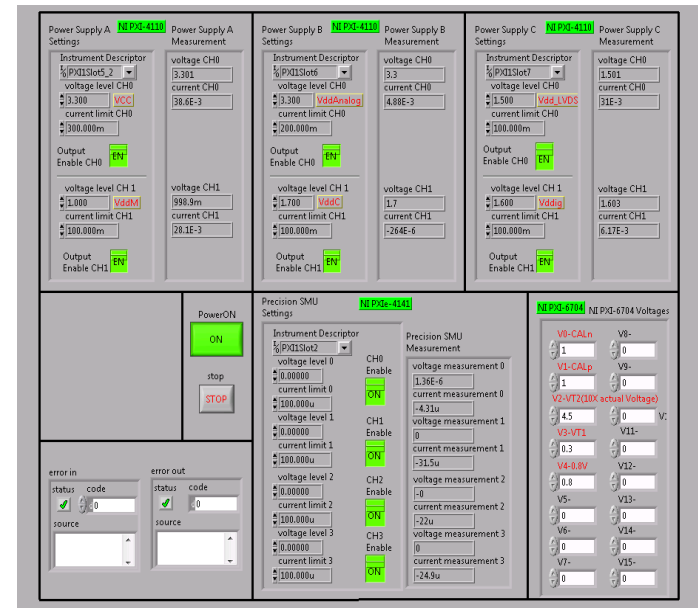 Power Supply A NI PXI-4110 Power Supply A
Settings Measurement
Instrument Descriptor voltage CH0
PXI1Slot5_2 3.301
voltage level CH0 current CH0
3.300 VCC 38.6E-3
current limit CH0
300.000m
Output
Enable CH0 EN
voltage level CH 1 voltage CH1
1.000 VddM 998.9m
current limit CH1 current CH1
100.000m 28.1E-3
Output
Enable CH1 EN
Power Supply B NI PXI-4110 Power Supply B
Settings Measurement
Instrument Descriptor voltage CH0
PXI1Slot6 3.3
voltage level CH0 current CH0
3.300 VddAnalog 4.88E-3
current limit CH0
200.000m
Output
Enable CH0 EN
voltage level CH 1 voltage CH1
1.700 VddC 1.7
current limit CH1 current CH1
100.000m -264E-6
Output
Enable CH1 EN
Power Supply C NI PXI-4110 Power Supply C
Settings Measurement
Instrument Descriptor voltage CH0
PXI1Slot7 1.501
voltage level CH0 current CH0
1.500 Vdd_LVDS 31E-3
current limit CH0
100.000m
Output
Enable CH0 EN
voltage level CH 1 voltage CH1
1.600 Vddig 1.603
current limit CH1 current CH1
100.000m 6.17E-3
Output
Enable CH1 EN
PowerON
ON
stop
STOP
error in
status code
0
source
error out
status code
0
source
Precision SMU NI PXIe-4141
Settings
Instrument Descriptor
PXI1Slot2
voltage level 0 CH0
0.00000 Enable
current limit 0
100.000u ON
voltage level 1 CH1
0.00000 Enable
current limit 1
100.000u ON
voltage level 2 CH2
0.00000 Enable
current limit 2
100.000u ON
voltage level 3 CH3
0.00000 Enable
current limit 3
100.000u ON
Precision SMU
Measurement
voltage measurement 0
1.36E-6
current measurement 0
-4.31u
voltage measurement 1
0
current measurement 1
-31.5u
voltage measurement 2
-0
current measurement 2
-22u
voltage measurement 3
0
current measurement 3
-24.9u
NI PXI-6704 NI PXI-6704 Voltages
V0-CALn V8-
1 0
V1-CALp V9-
1 0
V2-VT2(10X actual Voltage)
4.5 0
V3-VT1 V11-
0.3 0
V4-0.8V V12-
0.8 0
V5- V13-
0 0
V6- V14-
0 0
V7- V15-
0 0